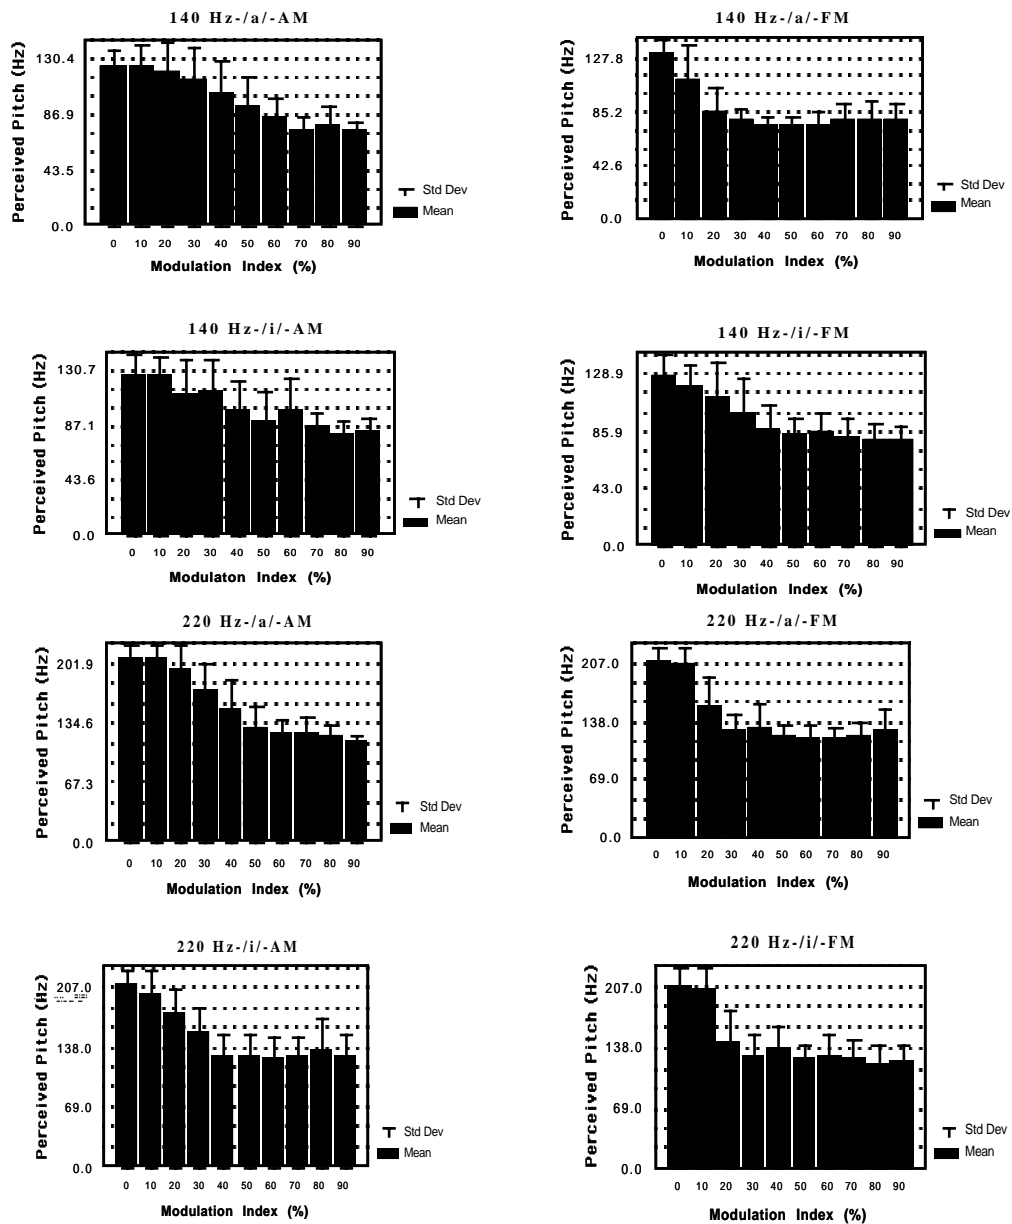 140 Hz-/a/-AM
Perceived Pitch (Hz)
130.4
86.9
43.5
0.0
0 10 20 30 40 50 60 70 80 90
Modulation Index (%)
Std Dev
Mean
140 Hz-/a/-FM
Perceived Pitch (Hz)
127.8
85.2
42.6
0.0
0 10 20 30 40 50 60 70 80 90
Modulation Index (%)
Std Dev
Mean
140 Hz-/i/-AM
Perceived Pitch (Hz)
130.7
87.1
43.6
0.0
0 10 20 30 40 50 60 70 80 90
Modulaton Index (%)
Std Dev
Mean
140 Hz-/i/-FM
Perceived Pitch (Hz)
128.9
85.9
43.0
0.0
0 10 20 30 40 50 60 70 80 90
Modulation Index (%)
Std Dev
Mean
220 Hz-/a/-AM
Perceived Pitch (Hz)
201.9
134.6
67.3
0.0
0 10 20 30 40 50 60 70 80 90
Modulation Index (%)
Std Dev
Mean
220 Hz-/a/-FM
Perceived Pitch (Hz)
207.0
138.0
69.0
0.0
0 10 20 30 40 50 60 70 80 90
Modulation Index (%)
Std Dev
Mean
220 Hz-/i/-AM
Perceived Pitch (Hz)
207.0
138.0
69.0
0.0
0 10 20 30 40 50 60 70 80 90
Modulation Index (%)
Std Dev
Mean
220 Hz-/i/-FM
Perceived Pitch (Hz)
207.0
138.0
69.0
0.0
0 10 20 30 40 50 60 70 80 90
Modulation Index (%)
Std Dev
Mean